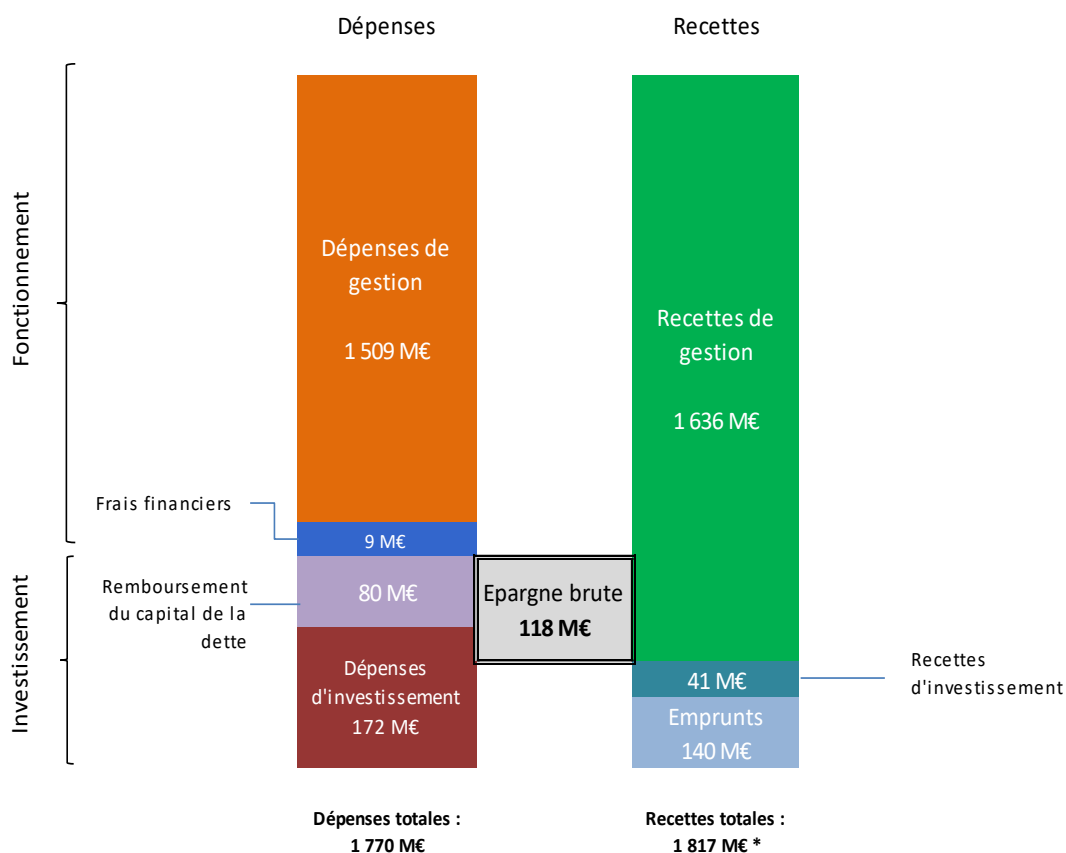 Dépenses
Recettes
Fonctionnement
Dépenses de
gestion
1 509 M€
Recettes de
gestion
1 636 M€
Frais financiers
9 M€
Investissement
Remboursement
du capital de la
dette
80 M€
Epargne brute
118 M€
Dépenses
d'investissement
172 M€
41 M€
Recettes
d'investissement
Emprunts
140 M€
Dépenses totales :
1 770 M€
Recettes totales :
1 817 M€ *